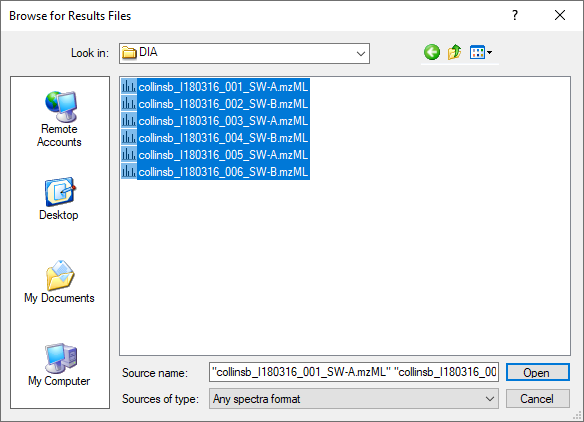 Browse for Results Files
Look in: DIA
collinsb_I180316_001_SW-A.mzML
collinsb_I180316_002_SW-B.mzML
collinsb_I180316_003_SW-A.mzML
collinsb_I180316_004_SW-B.mzML
collinsb_I180316_005_SW-A.mzML
collinsb_I180316_006_SW-B.mzML
Remote
Accounts
Desktop
My Documents
My Computer
Source name: "collinsb_I180316_001_SW-A.mzML" "collinsb_I180316_00 Open
Sources of type: Any spectra format Cancel